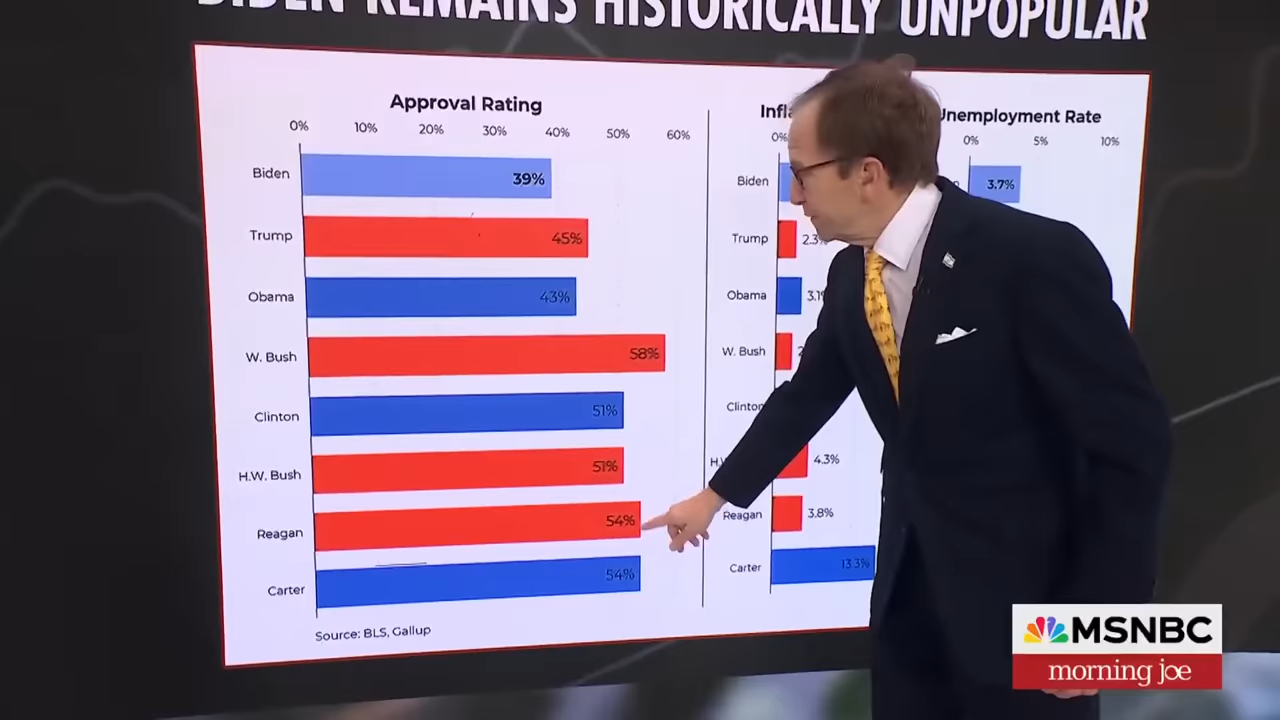 BIDEN REMAINS HISTORICALLY UNPOPULAR
Approval Rating
0% 10% 20% 30% 40% 50% 60%
Biden 39%
Trump 45%
Obama 43%
W. Bush 58%
Clinton 51%
H.W. Bush 51%
Reagan 54%
Carter 54%
Source: BLS, Gallup
0%
Biden
Trump 2.3%
Obama 3.1%
W. Bush
Clinton
4.3%
Reagan 3.8%
Carter 13.3%
Unemployment Rate
0% 5% 10%
3.7%
MSNBC
morning joe